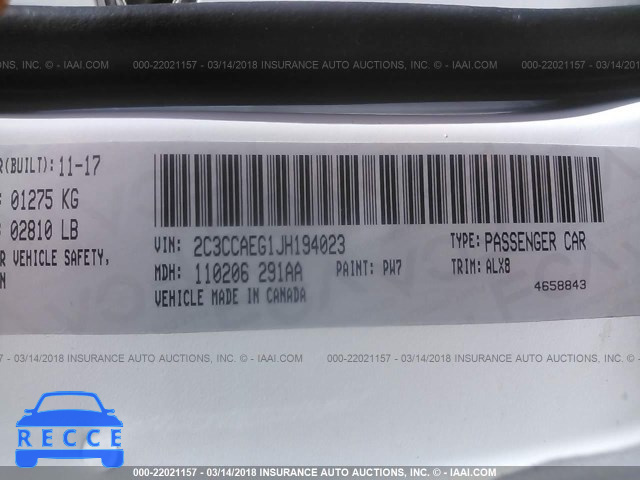 INC. - IAAI.COM 000-22021157 - 03/14/2018 INSURANCE AUTO AUCTIONS, INC. - IAAI.COM 000-22021157 - 03/14/2018
R(BUILT): 11-17
01275 KG
02810 LB
R VEHICLE SAFETY,
N
VIN: 2C3CCAEG1JH194023 TYPE: PASSENGER CAR
MDH: 110206 291AA PAINT: PW7 TRIM: ALX8
VEHICLE MADE IN CANADA 4658843
157 - 03/14/2018 INSURANCE AUTO AUCTIONS, INC. - IAAI.COM 000-22021157 - 03/14/2018 INSURANCE AUTO AUCTIONS, INC. - IAAI.COM
BIDCARS
000-22021157 - 03/14/2018 INSURANCE AUTO AUCTIONS, INC. - IAAI.COM